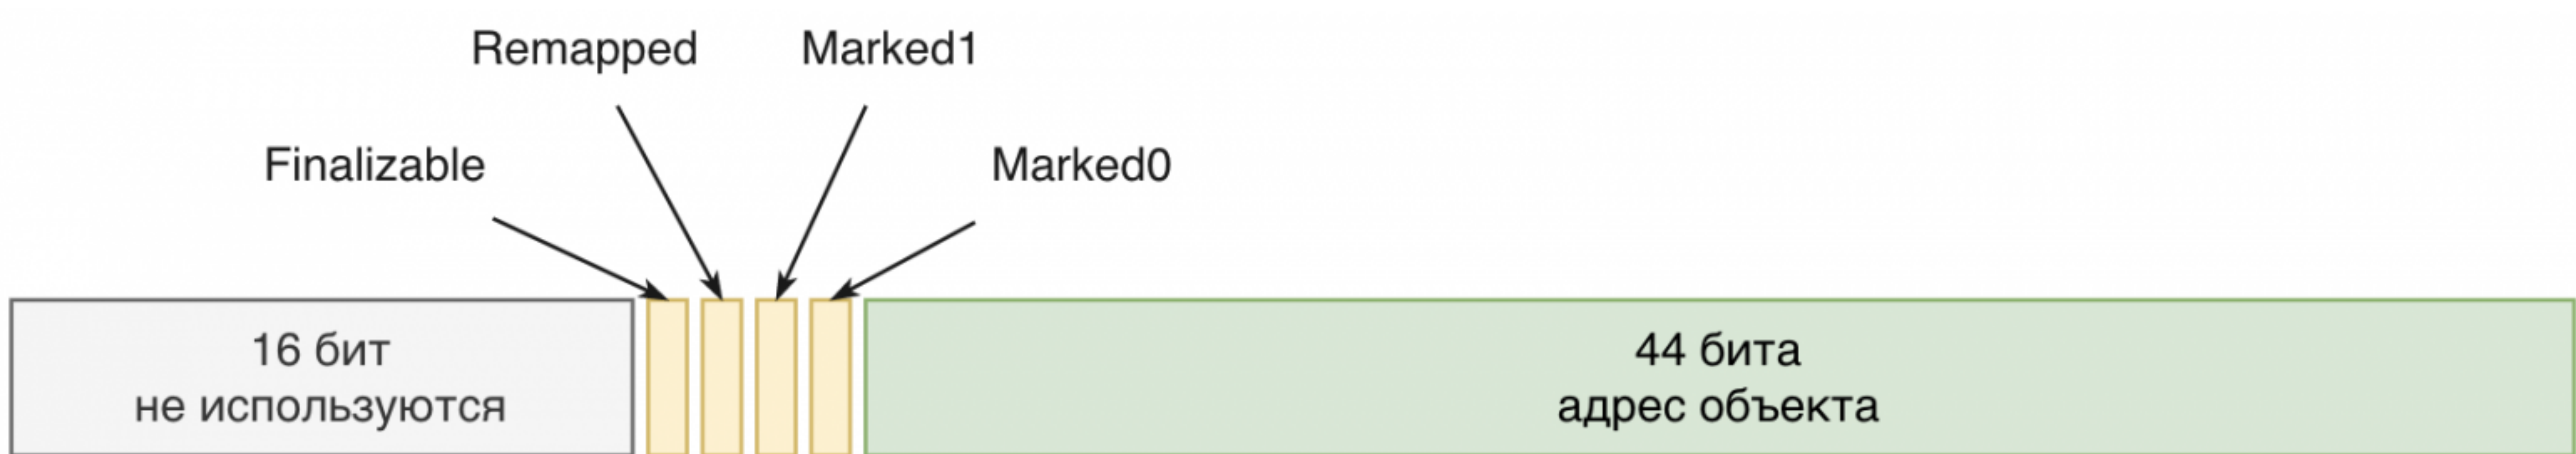 Remapped
Marked1
Finalizable
Marked0
16 бит
не используются
44 бита
адрес объекта